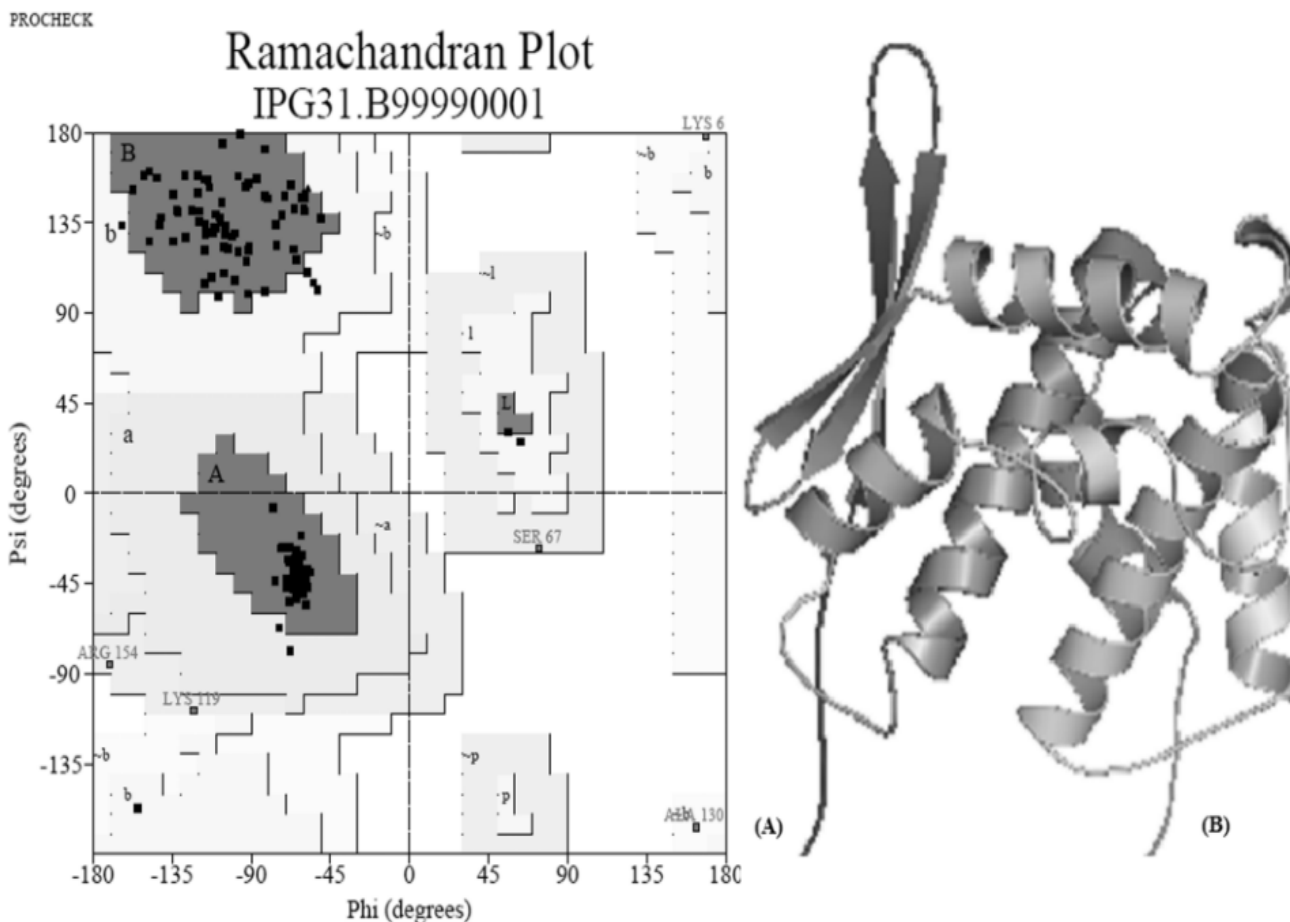 PROCHECK
Ramachandran Plot
IPG31.B99990001
LYS 6
180
B
~b
b
135
b
~b
~l
90
l
45
L
a
A
0
~a
SER 67
-45
ARG 154
-90
LYS 119
-135
~b
~p
b
p
ALA 130
(A)
(B)
-180 -135 -90 -45 0 45 90 135 180
Psi (degrees)
Phi (degrees)